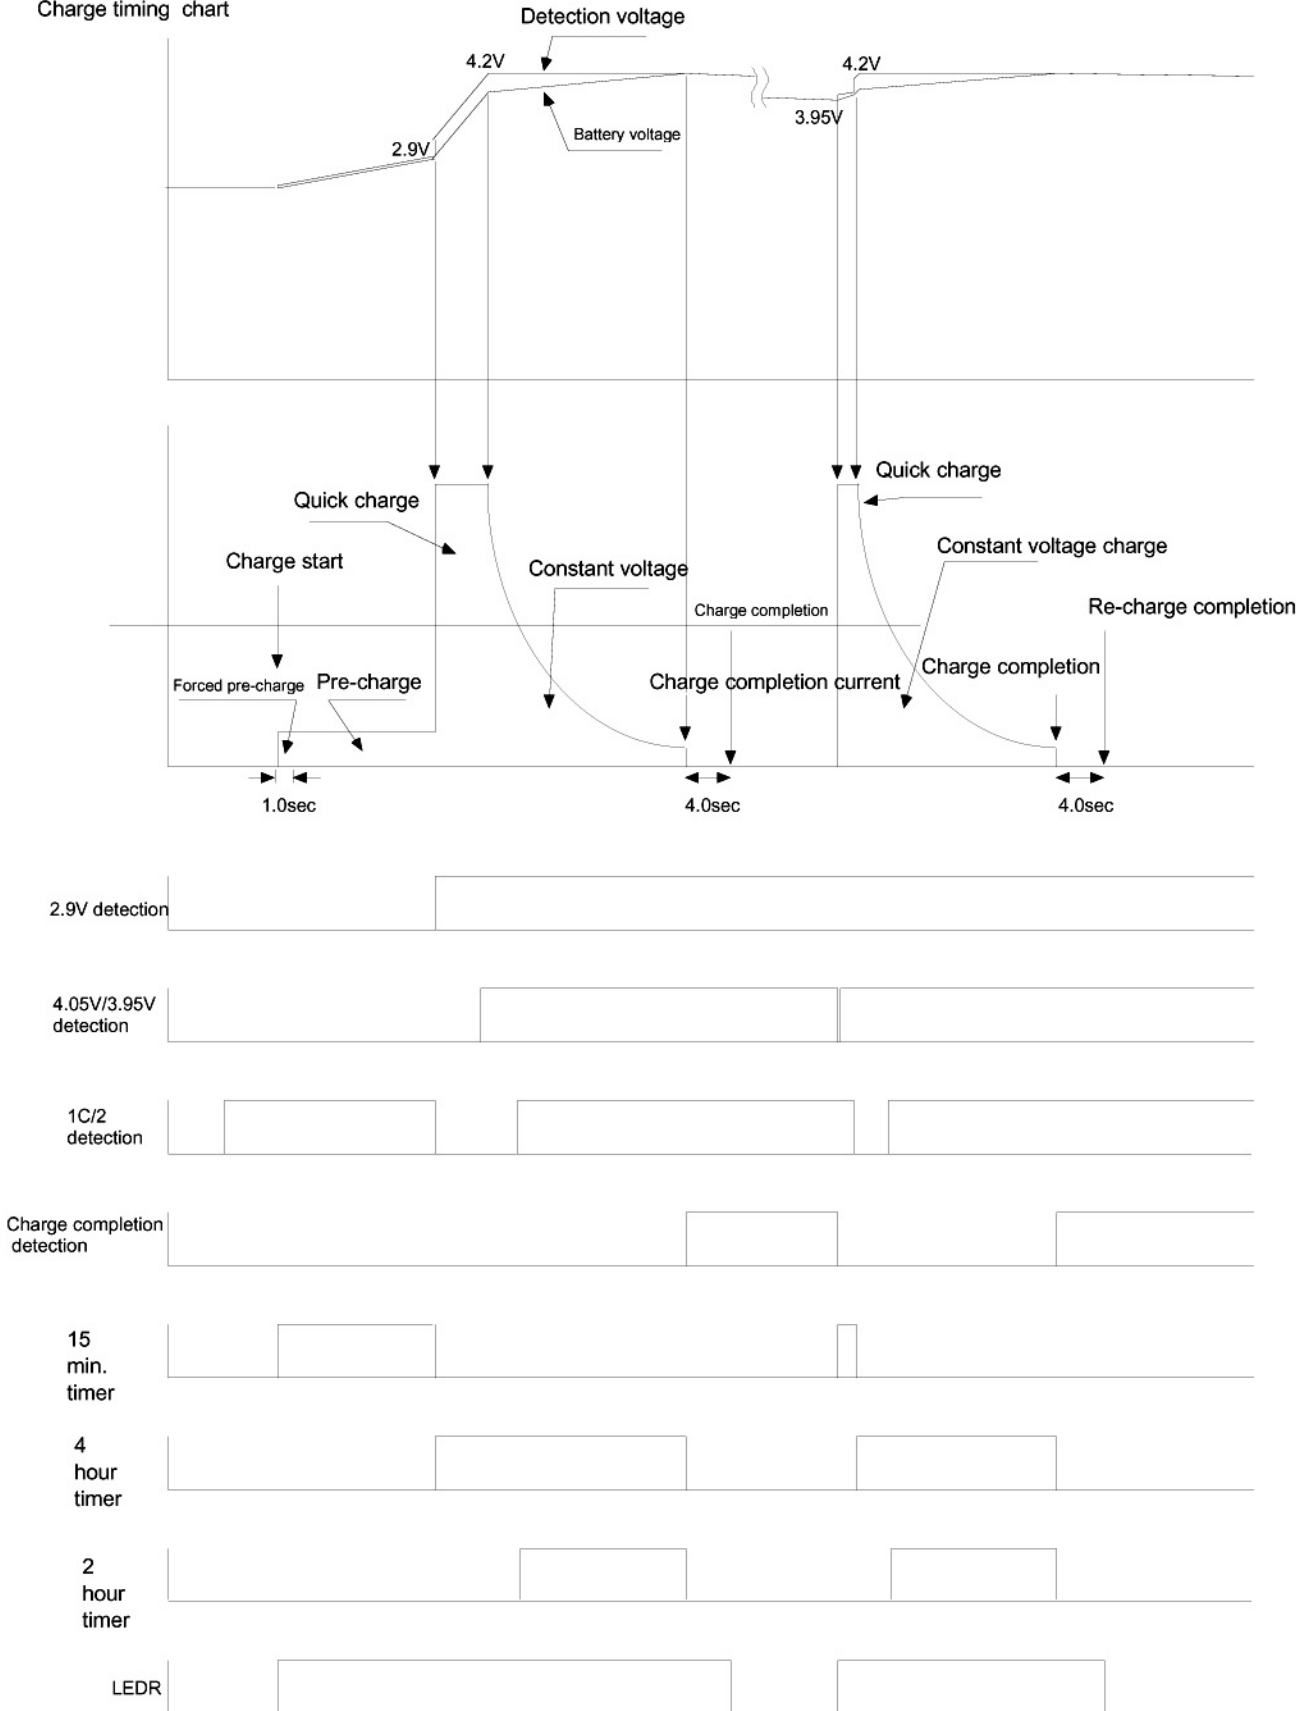 Charge timing chart
Detection voltage
4.2V
4.2V
3.95V
Battery voltage
2.9V
Quick charge
Quick charge
Constant voltage charge
Charge start
Constant voltage
Charge completion
Re-charge completion
Charge completion
Forced pre-charge
Pre-charge
Charge completion current
1.0sec
4.0sec
4.0sec
2.9V detection
4.05V/3.95V
detection
1C/2
detection
Charge completion
detection
15
min.
timer
4
hour
timer
2
hour
timer
LEDR